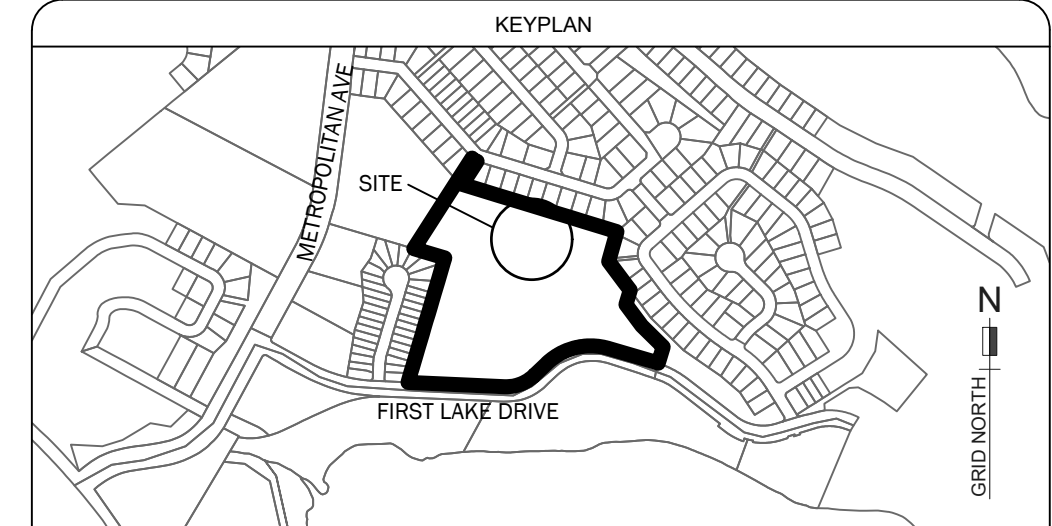 KEYPLAN
METROPOLITAN AVE
SITE
N
GRID NORTH
FIRST LAKE DRIVE